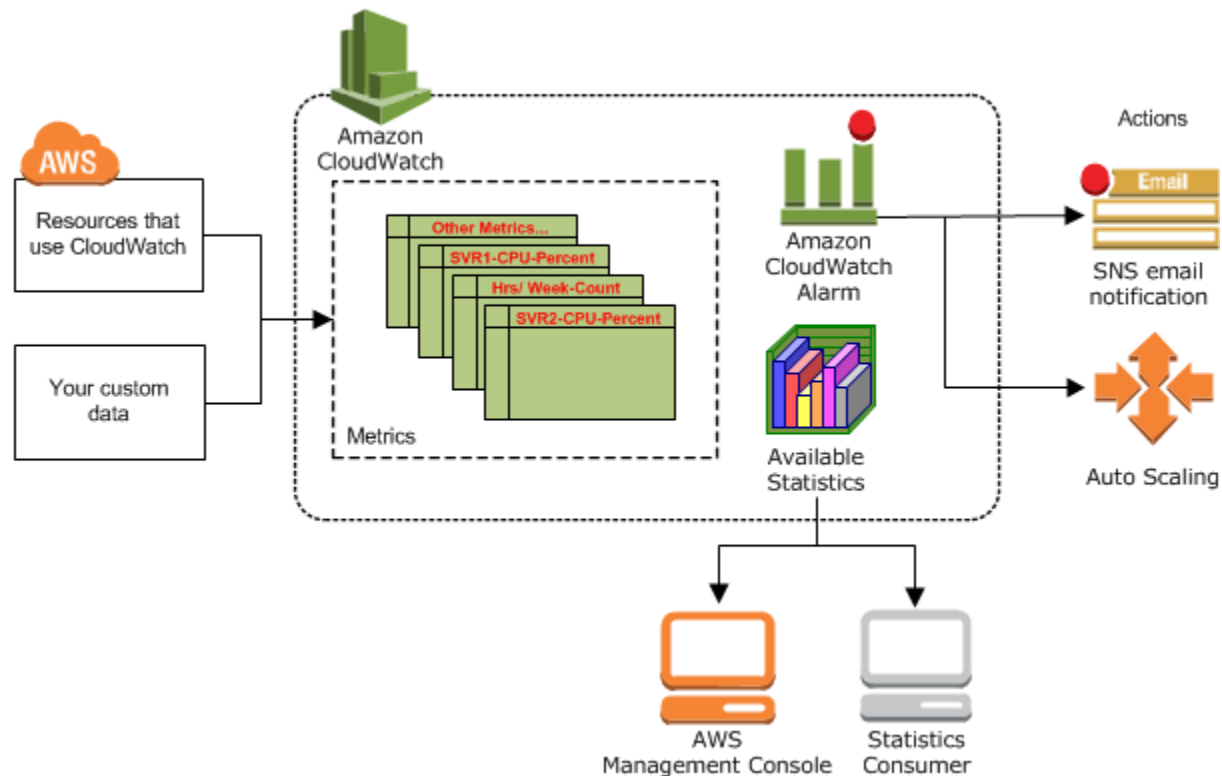 Amazon
CloudWatch
AWS
Resources that
use CloudWatch
Your custom
data
Other Metrics...
SVR1-CPU-Percent
Hrs/ Week-Count
SVR2-CPU-Percent
Metrics
Amazon
CloudWatch
Alarm
Available
Statistics
Actions
Email
SNS email
notification
Auto Scaling
AWS
Management Console
Statistics
Consumer